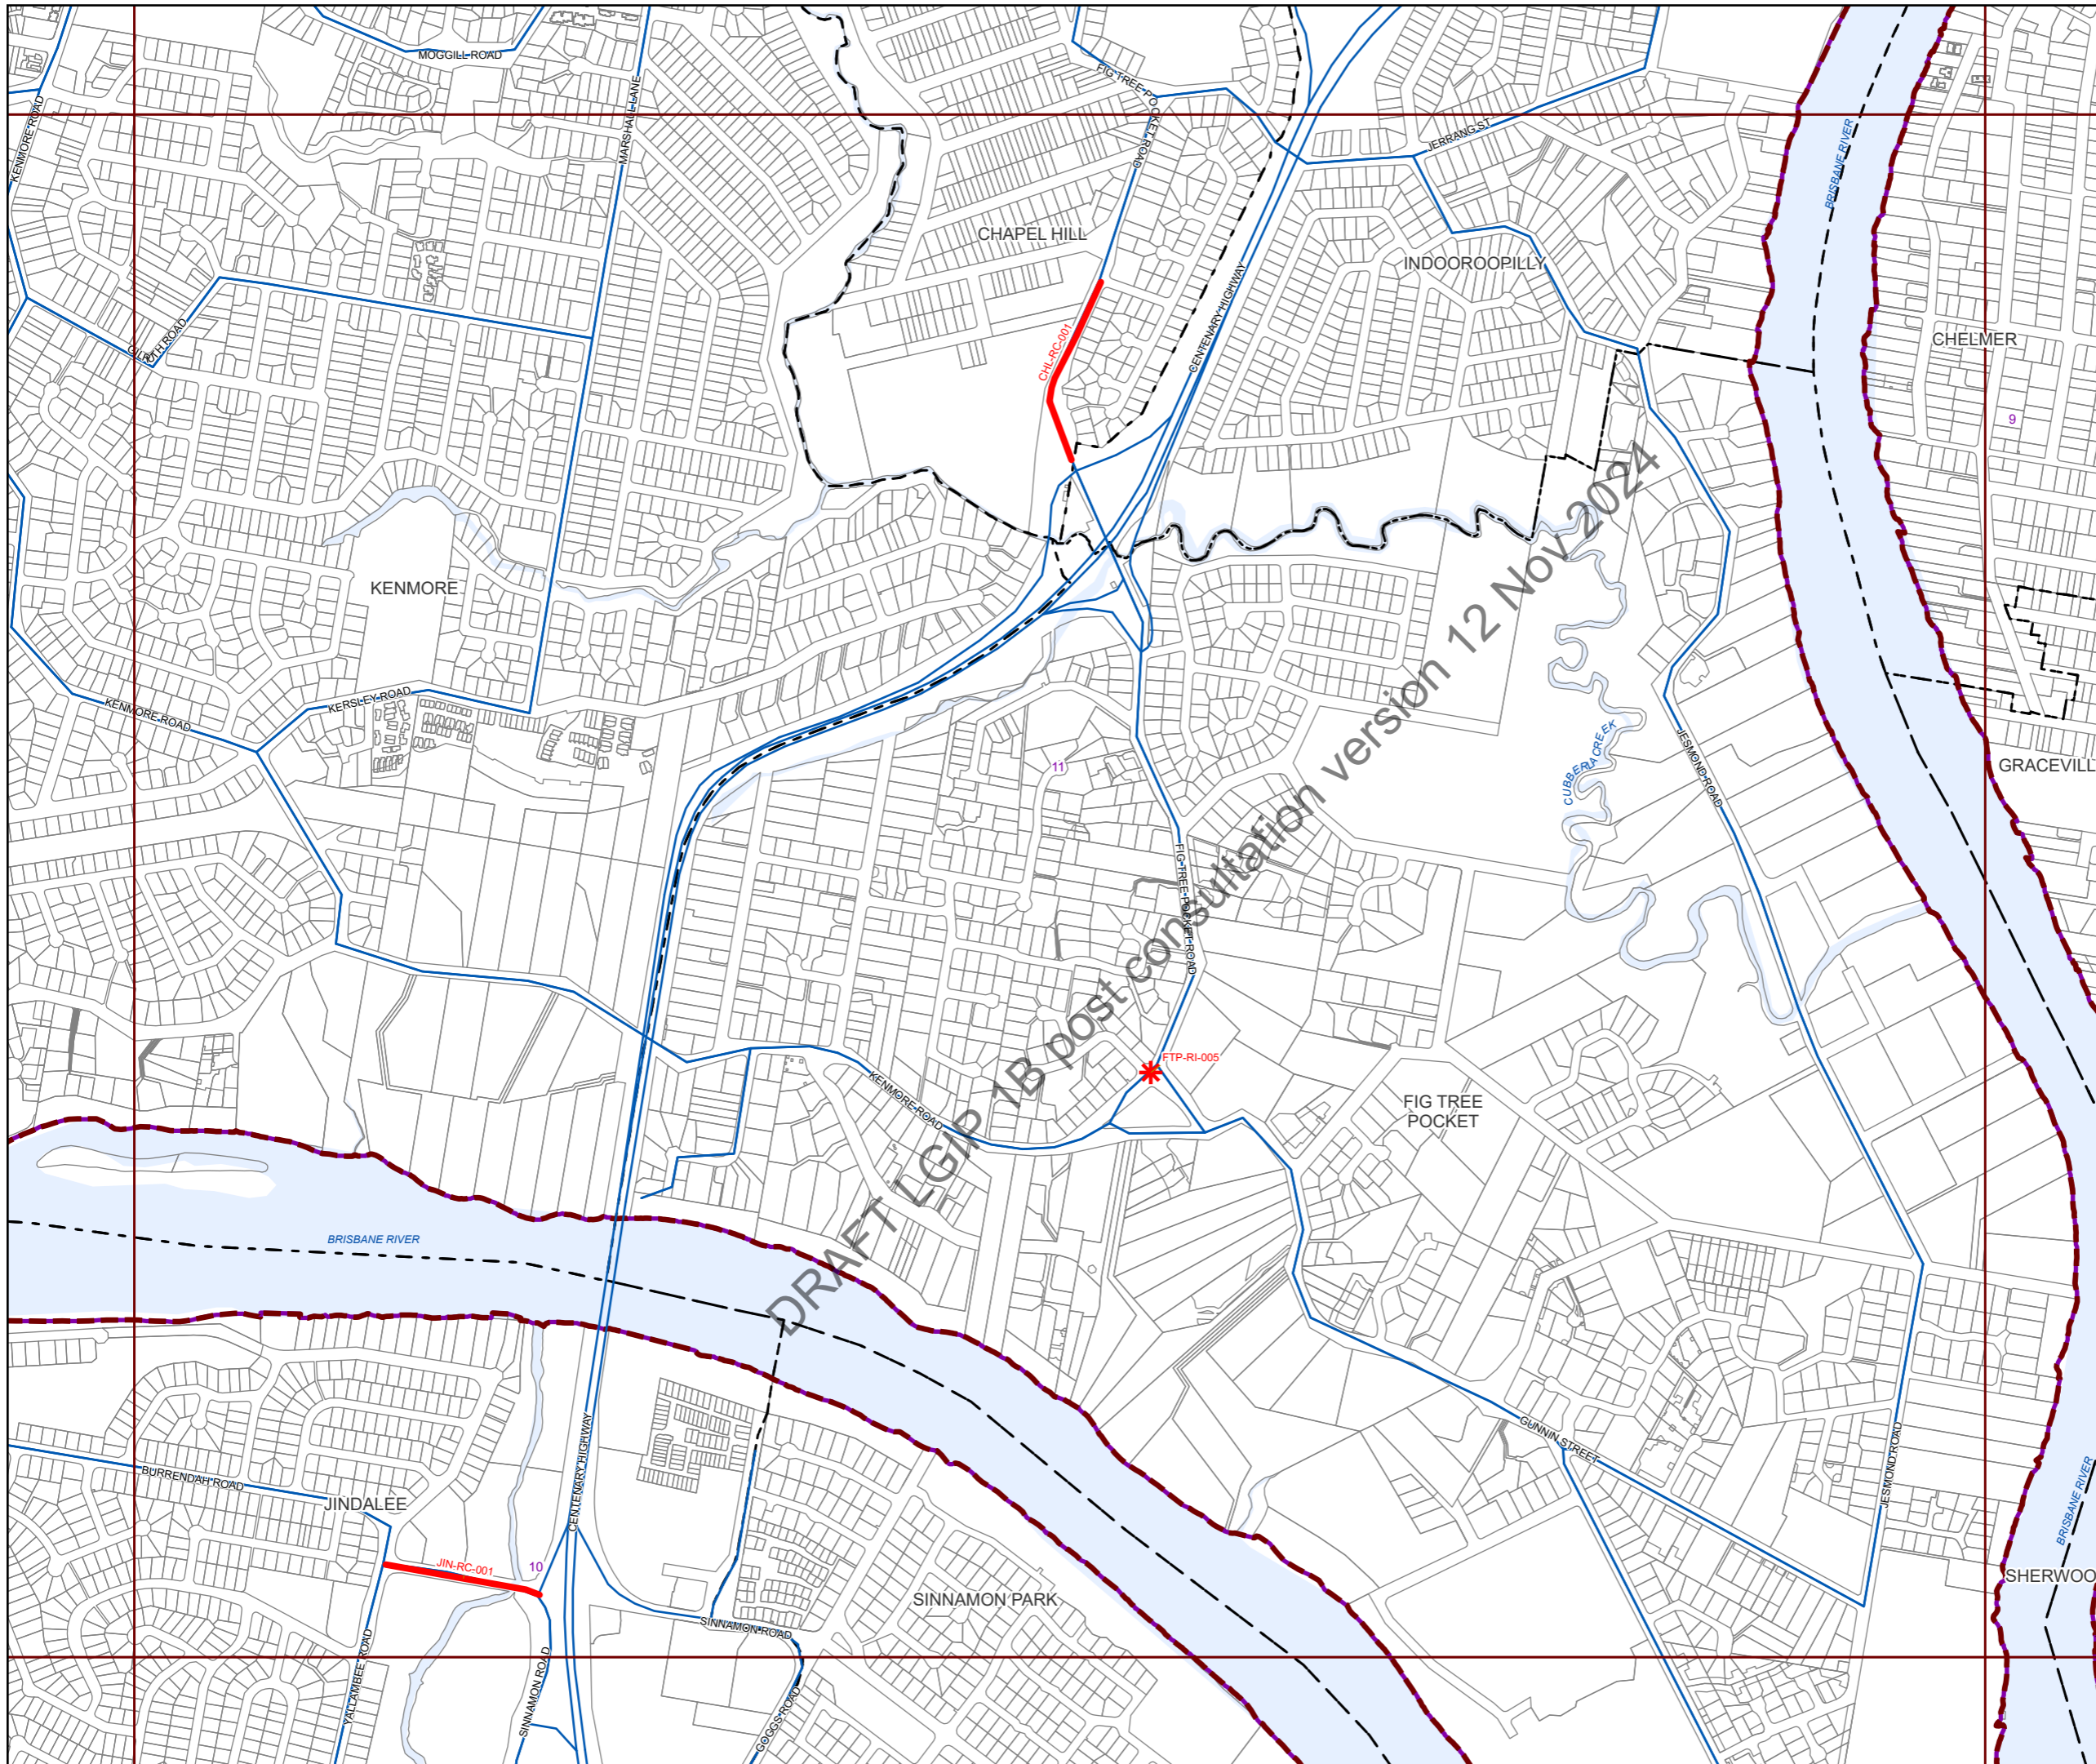 MOGGILL ROAD
KENMORE ROAD
MARSHALL LANE
FIG TREE POCKET ROAD
JERRANG ST
BRISBANE RIVER
CHAPEL HILL
INDOOROOPILLY
CENTENARY HIGHWAY
CHL-RC-001
GILRUTH ROAD
CHELMER
9
KENMORE
KENMORE ROAD
KERSLEY ROAD
11
CUBBERLA CREEK
JESMOND ROAD
GRACEVILL
FIG TREE POCKET ROAD
DRAFT LGIP 1B post consultation version 12 Nov 2024
FTP-RI-005
KENMORE ROAD
FIG TREE
POCKET
BRISBANE RIVER
CENTENARY HIGHWAY
GUNNIN STREET
JESMOND ROAD
BRISBANE RIVER
BURRENDAH ROAD
JINDALEE
JIN-RC-001
10
SINNAMON PARK
SHERWOO
SINNAMON ROAD
YALLAMBEE ROAD
SINNAMON ROAD
GOGGS ROAD